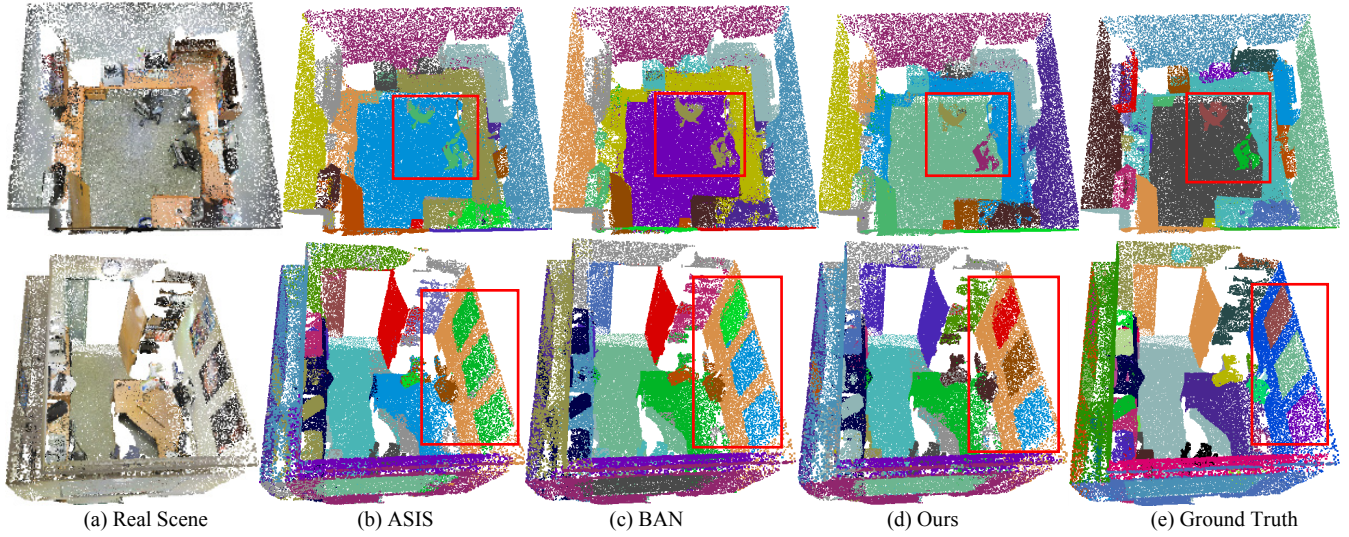 (a) Real Scene
(b) ASIS
(c) BAN
(d) Ours
(e) Ground Truth